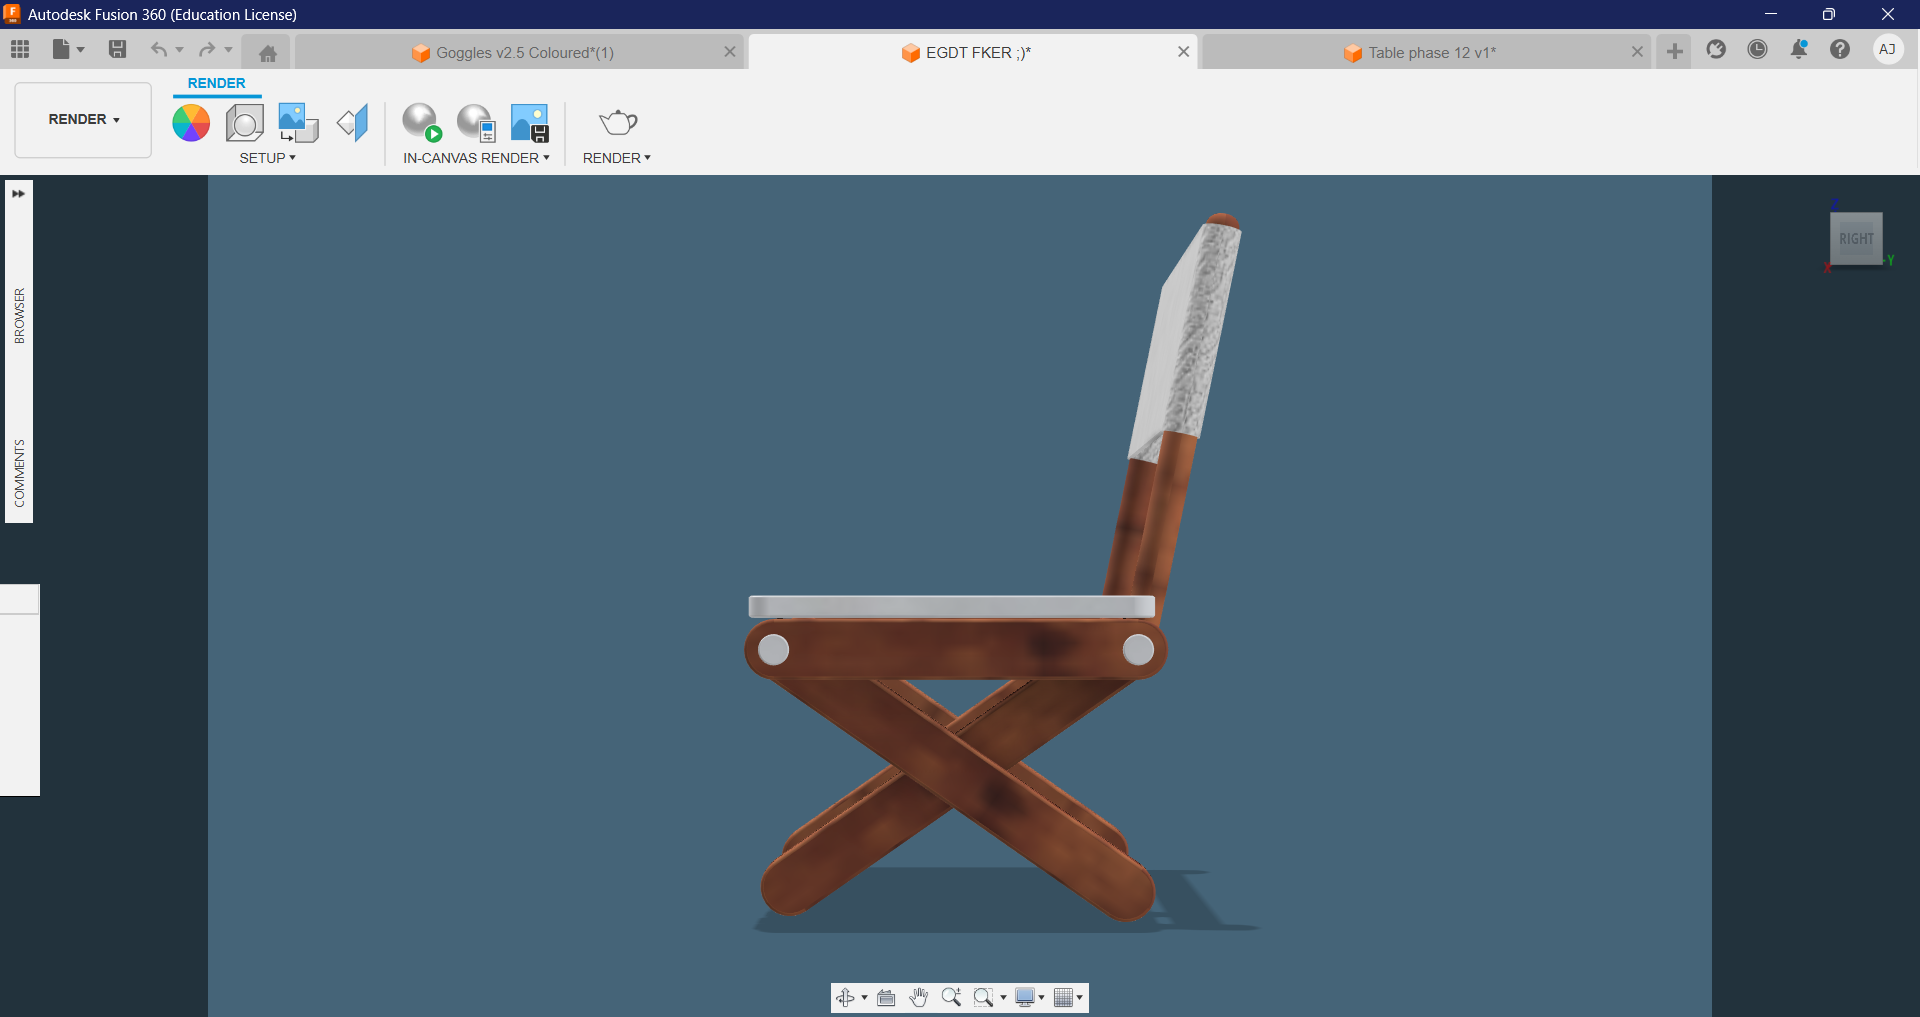 Autodesk Fusion 360 (Education License)
Goggles v2.5 Coloured*(1)
EGDT FKER ;)*
Table phase 12 v1*
AJ
RENDER
RENDER
SETUP
IN-CANVAS RENDER
RENDER
BROWSER
COMMENTS
Z
RIGHT
X
-Y